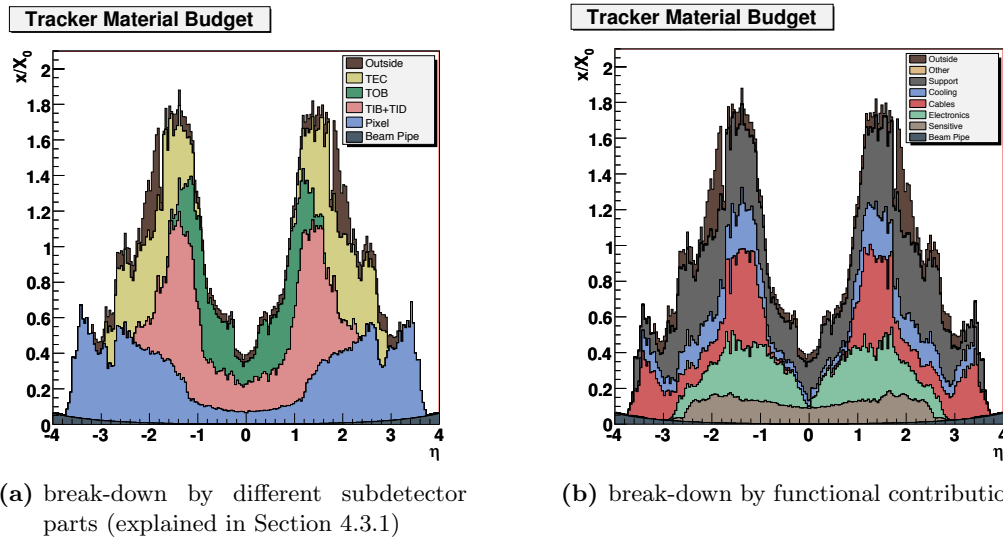 Tracker Material Budget
x/X0
2
1.8
1.6
1.4
1.2
1
0.8
0.6
0.4
0.2
0
-4 -3 -2 -1 0 1 2 3 4
η
Outside
TEC
TOB
TIB+TID
Pixel
Beam Pipe
(a) break-down by different subdetector
parts (explained in Section 4.3.1)
Tracker Material Budget
x/X0
2
1.8
1.6
1.4
1.2
1
0.8
0.6
0.4
0.2
0
-4 -3 -2 -1 0 1 2 3 4
η
Outside
Other
Support
Cooling
Cables
Electronics
Sensitive
Beam Pipe
(b) break-down by functional contributio